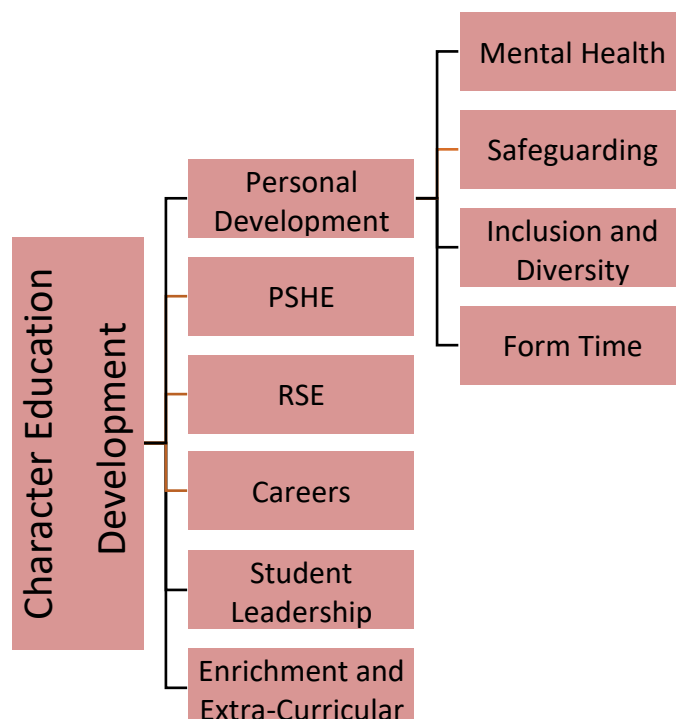 Character Education
Development
Personal
Development
PSHE
RSE
Careers
Student
Leadership
Enrichment and
Extra-Curricular
Mental Health
Safeguarding
Inclusion and
Diversity
Form Time